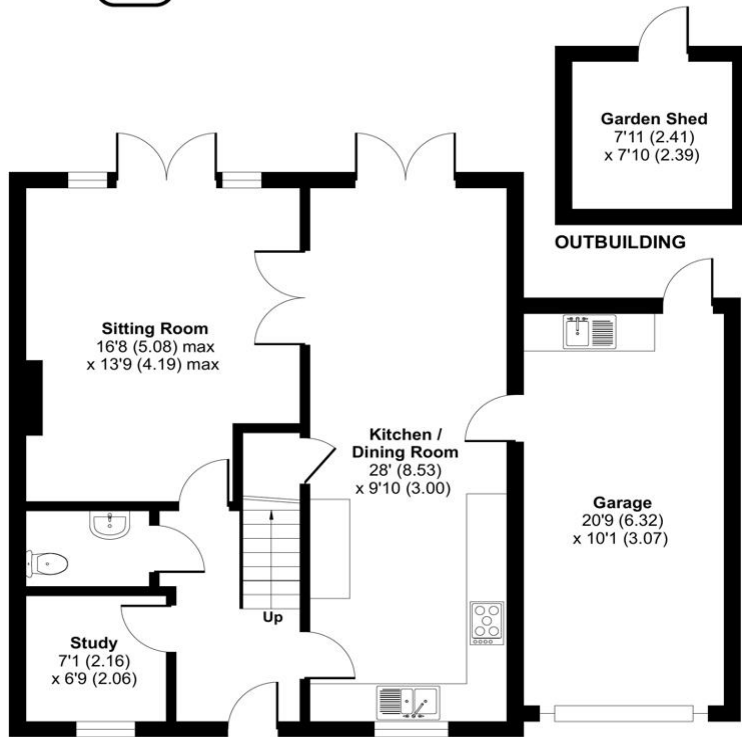 Garden Shed
7'11 (2.41)
x 7'10 (2.39)
OUTBUILDING
Sitting Room
16'8 (5.08) max
x 13'9 (4.19) max
Kitchen /
Dining Room
28' (8.53)
x 9'10 (3.00)
Garage
20'9 (6.32)
x 10'1 (3.07)
Up
Study
7'1 (2.16)
x 6'9 (2.06)